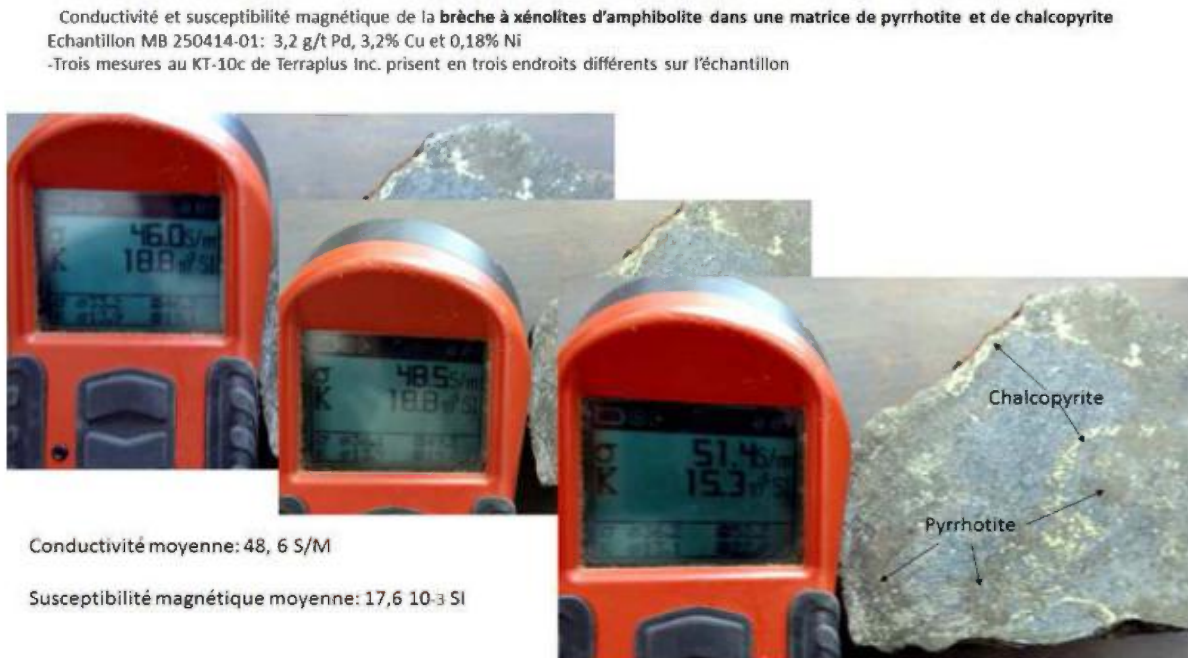 Conductivité et susceptibilité magnétique de la brèche à xénolites d'amphibolite dans une matrice de pyrrhotite et de chalcopyrite
Echantillon MB 250414-01: 3,2 g/t Pd, 3,2% Cu et 0,18% Ni
-Trois mesures au KT-10c de Terraplus Inc. prisent en trois endroits différents sur l'échantillon
σ 46.0 S/m
K 18.8
σ 48.5 S/m
K 18.8
σ 51.4 S/m
K 15.3
Chalcopyrite
Pyrrhotite
Conductivité moyenne: 48, 6 S/M
Susceptibilité magnétique moyenne: 17,6 10-3 SI